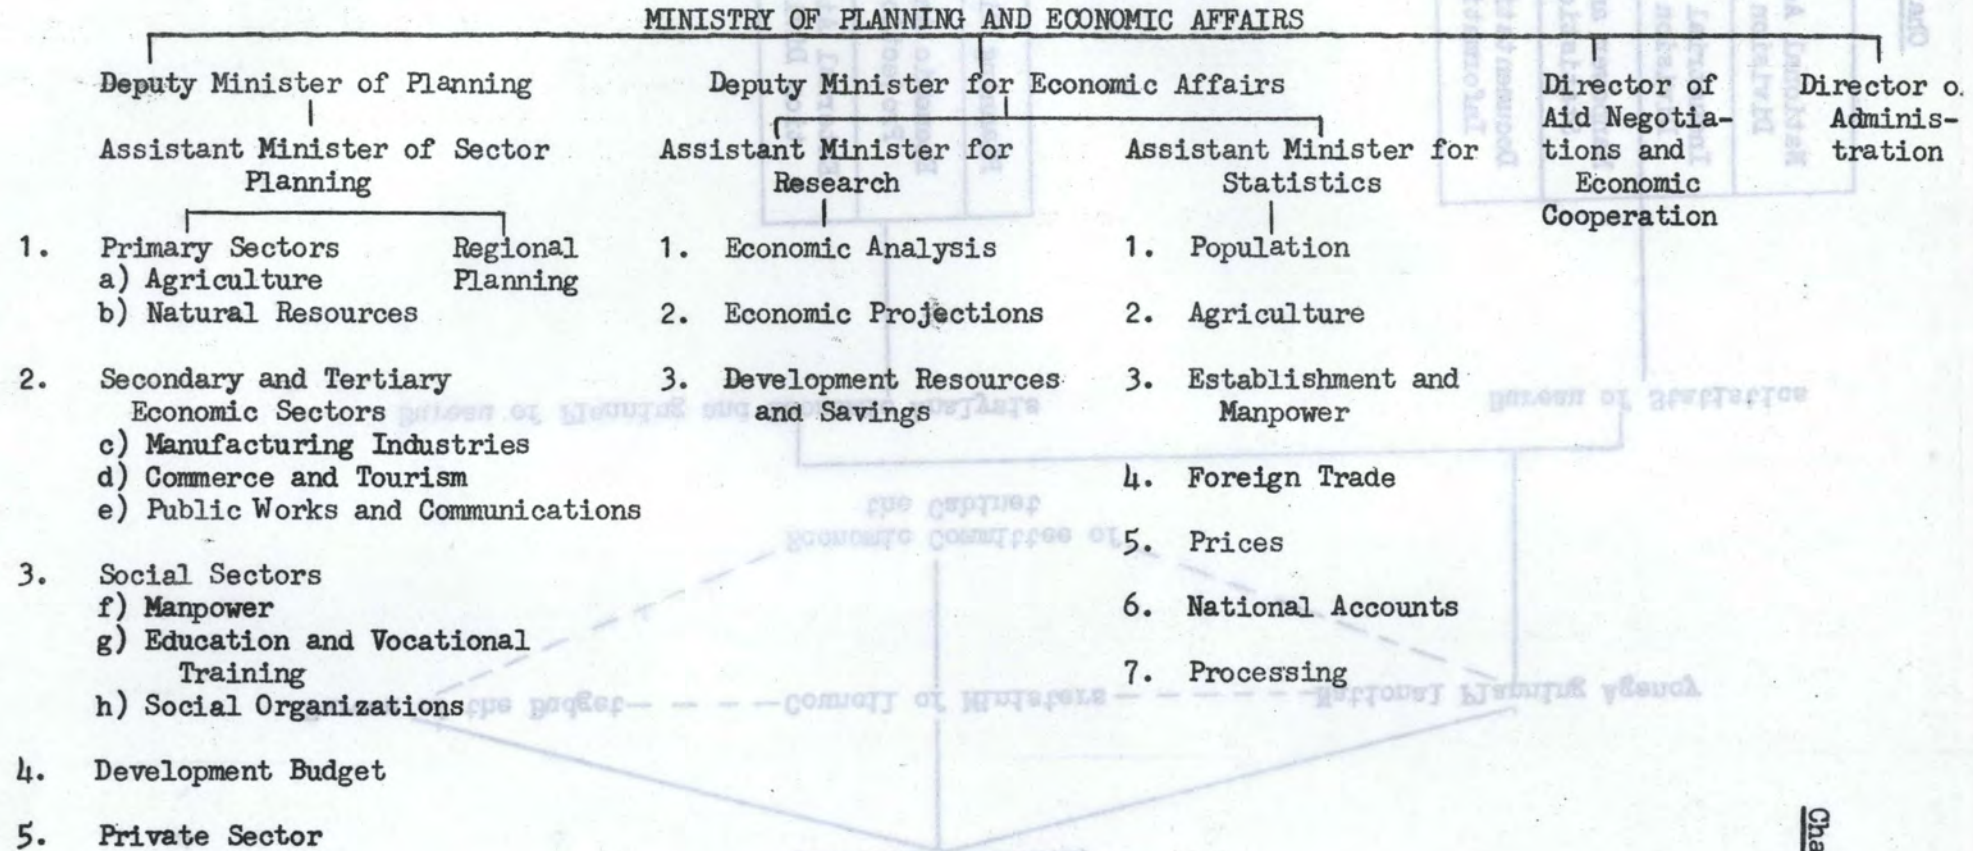 MINISTRY OF PLANNING AND ECONOMIC AFFAIRS
Deputy Minister of Planning
Assistant Minister of Sector
Planning
1. Primary Sectors
a) Agriculture
b) Natural Resources
Regional
Planning
2. Secondary and Tertiary
Economic Sectors
c) Manufacturing Industries
d) Commerce and Tourism
e) Public Works and Communications
3. Social Sectors
f) Manpower
g) Education and Vocational
Training
h) Social Organizations
4. Development Budget
5. Private Sector
Deputy Minister for Economic Affairs
Assistant Minister for
Research
1. Economic Analysis
2. Economic Projections
3. Development Resources
and Savings
Assistant Minister for
Statistics
1. Population
2. Agriculture
3. Establishment and
Manpower
4. Foreign Trade
5. Prices
6. National Accounts
7. Processing
Director of
Aid Negotia-
tions and
Economic
Cooperation
Director o
Adminis-
tration
Cha